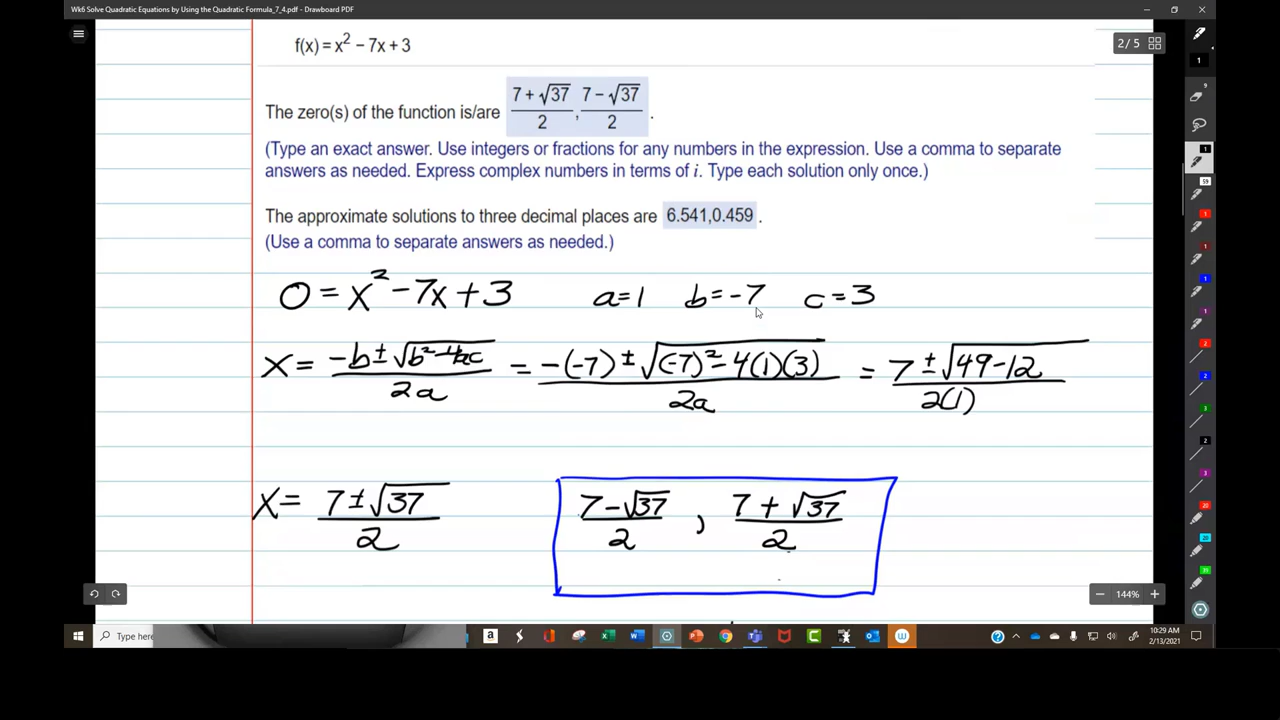 Wk6 Solve Quadratic Equations by Using the Quadratic Formula_7_4.pdf - Drawboard PDF
f(x) = x² − 7x + 3
2/5
1
The zero(s) of the function is/are (7 + √37)/2, (7 − √37)/2 .
(Type an exact answer. Use integers or fractions for any numbers in the expression. Use a comma to separate
answers as needed. Express complex numbers in terms of i. Type each solution only once.)
The approximate solutions to three decimal places are 6.541,0.459 .
(Use a comma to separate answers as needed.)
0 = x² − 7x + 3 a=1 b=-7 c=3
x = (-b ± √(b²-4ac))/2a = (-(-7) ± √((-7)² - 4(1)(3)))/2a = (7 ± √(49-12))/2(1)
x = (7 ± √37)/2 (7 - √37)/2 , (7 + √37)/2
144%
Type here
10:29 AM
2/13/2021